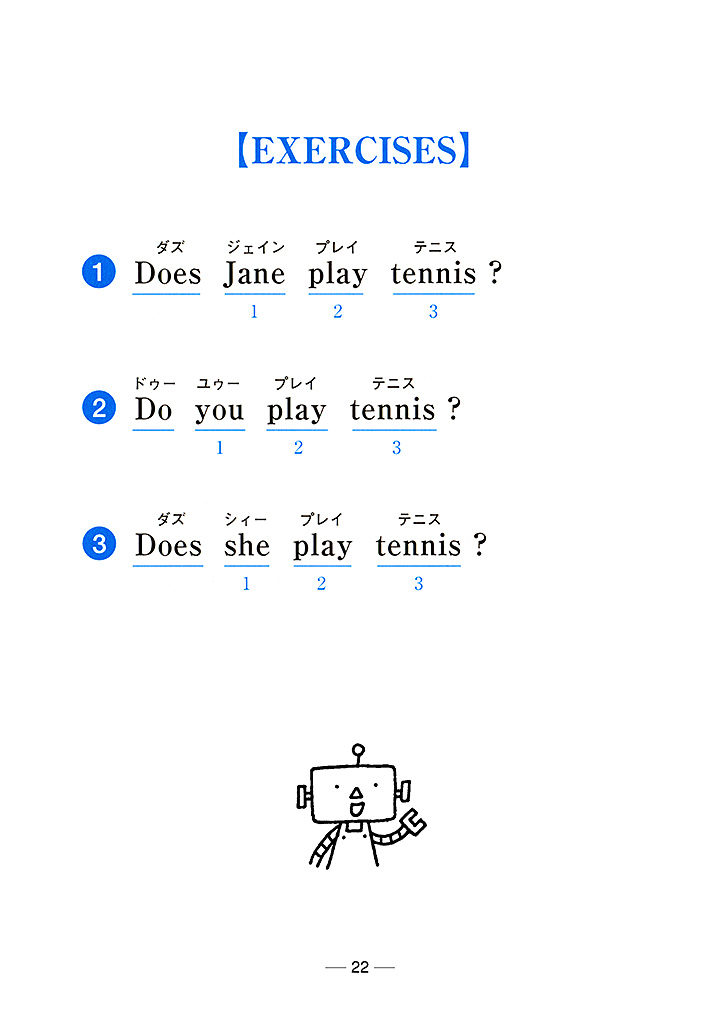 【EXERCISES】
ダズ ジェイン プレイ テニス
1 Does Jane play tennis ?
1 2 3
ドゥー ユゥー プレイ テニス
2 Do you play tennis ?
1 2 3
ダズ シィー プレイ テニス
3 Does she play tennis ?
1 2 3
— 22 —